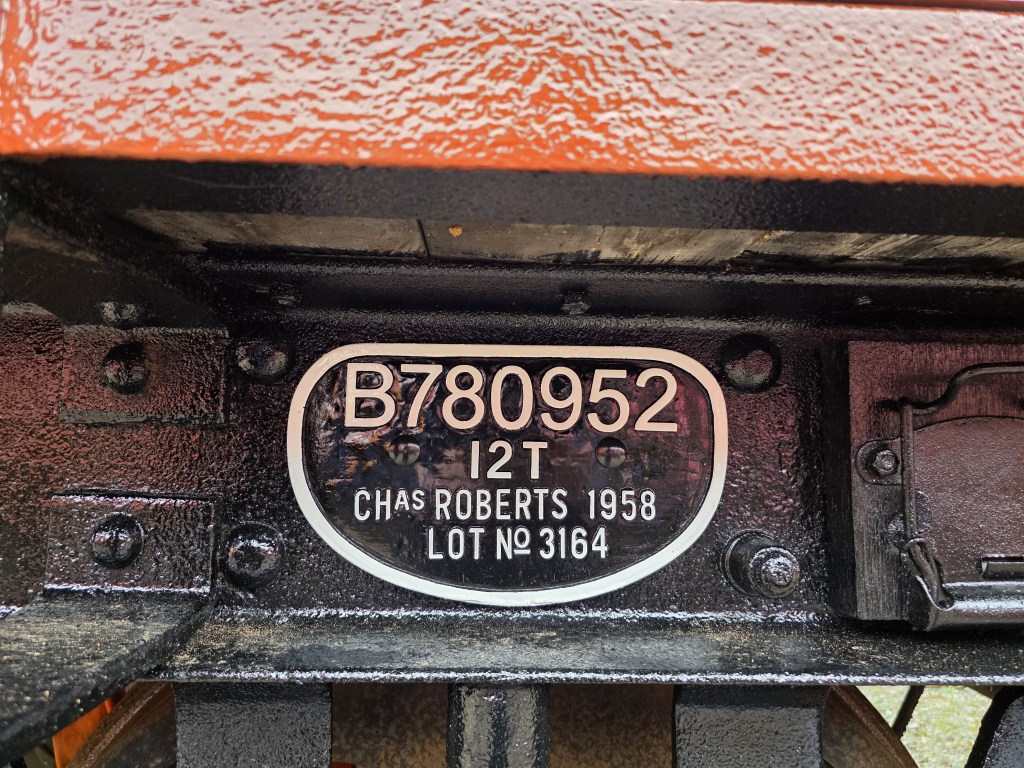 B780952
12T
CHAS ROBERTS 1958
LOT Nº 3164